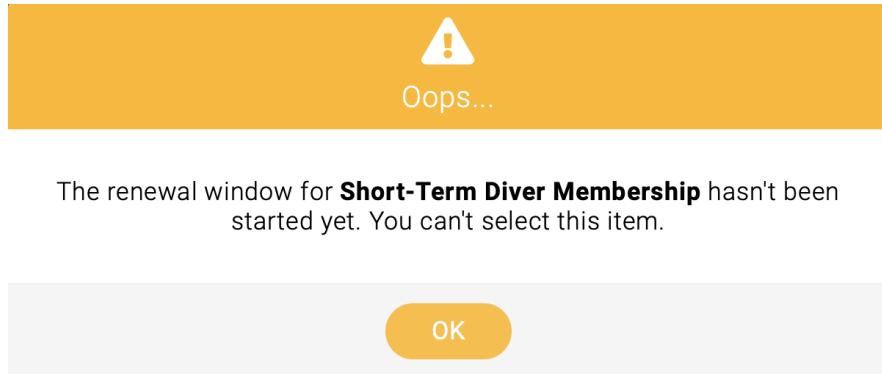 Oops...
The renewal window for Short-Term Diver Membership hasn't been
started yet. You can't select this item.
OK